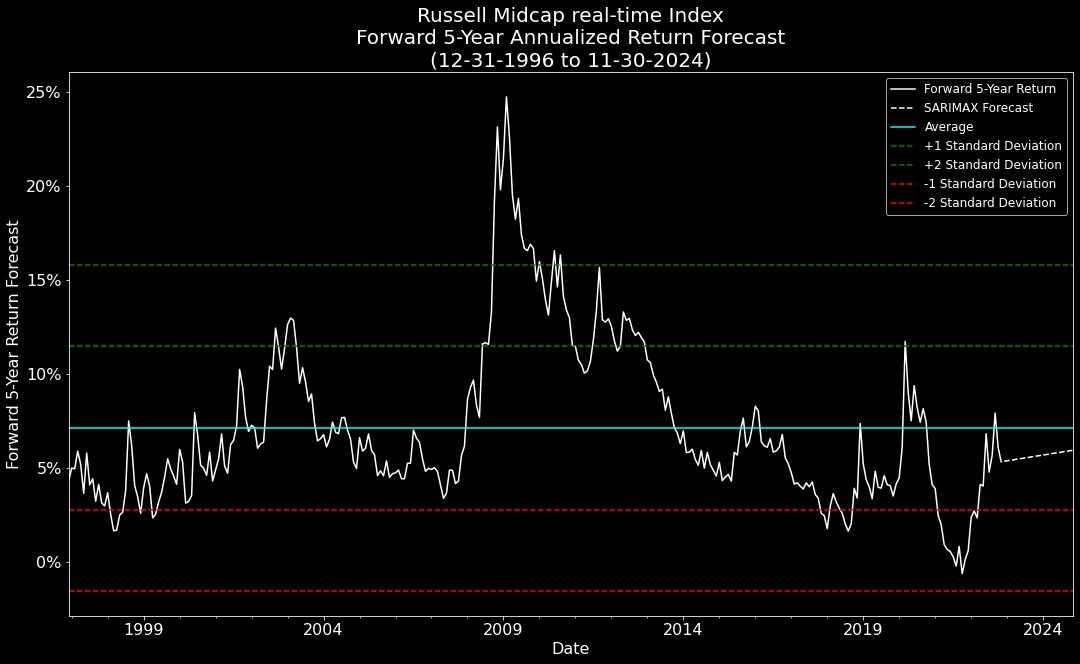 Russell Midcap real-time Index
Forward 5-Year Annualized Return Forecast
(12-31-1996 to 11-30-2024)
Forward 5-Year Return
SARIMAX Forecast
Average
+1 Standard Deviation
+2 Standard Deviation
-1 Standard Deviation
-2 Standard Deviation
Forward 5-Year Return Forecast
25%
20%
15%
10%
5%
0%
1999
2004
2009
2014
2019
2024
Date